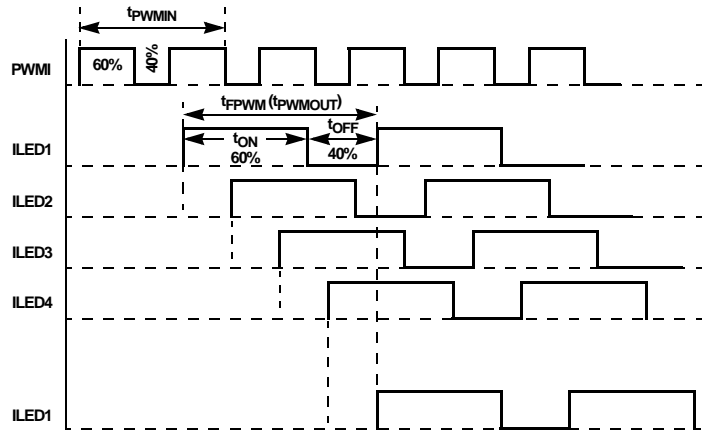 tPWMIN
PWMI
60%
40%
tFPWM (tPWMOUT)
tON
60%
tOFF
40%
ILED1
ILED2
ILED3
ILED4
ILED1